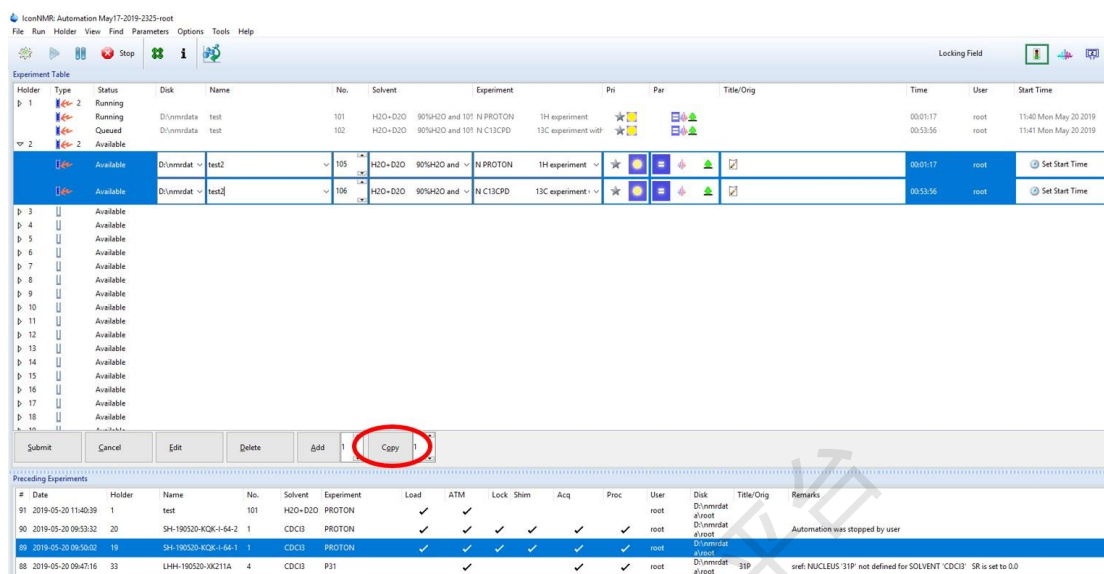 IconNMR: Automation May17-2019-2325-root
File Run Holder View Find Parameters Options Tools Help
Stop Locking Field
Experiment Table
Holder Type Status Disk Name No. Solvent Experiment Pri Par Title/Orig Time User Start Time
1 2 Running
Running D:\nmrdata test 101 H2O+D2O 90%H2O and 10% N PROTON 1H experiment 00:01:17 root 11:40 Mon May 20 2019
Queued D:\nmrdata test 102 H2O+D2O 90%H2O and 10% N C13CPD 13C experiment with 00:53:56 root 11:41 Mon May 20 2019
2 2 Available
Available D:\nmrdat test2 105 H2O+D2O 90%H2O and N PROTON 1H experiment 00:01:17 root Set Start Time
Available D:\nmrdat test2 106 H2O+D2O 90%H2O and N C13CPD 13C experiment 00:53:56 root Set Start Time
3 Available
4 Available
5 Available
6 Available
7 Available
8 Available
9 Available
10 Available
11 Available
12 Available
13 Available
14 Available
15 Available
16 Available
17 Available
18 Available
Submit Cancel Edit Delete Add 1 Copy 1
Preceding Experiments
# Date Holder Name No. Solvent Experiment Load ATM Lock Shim Acq Proc User Disk Title/Orig Remarks
91 2019-05-20 11:40:39 1 test 101 H2O+D2O PROTON root D:\nmrdat
a\root
90 2019-05-20 09:53:32 20 SH-190520-KQK-I-64-2 1 CDCl3 PROTON root D:\nmrdat
a\root Automation was stopped by user
89 2019-05-20 09:50:02 19 SH-190520-KQK-I-64-1 1 CDCl3 PROTON root D:\nmrdat
a\root
88 2019-05-20 09:47:16 33 LHH-190520-XK211A 4 CDCl3 P31 root D:\nmrdat
a\root 31P sref: NUCLEUS '31P' not defined for SOLVENT 'CDCl3' SR is set to 0.0
平台